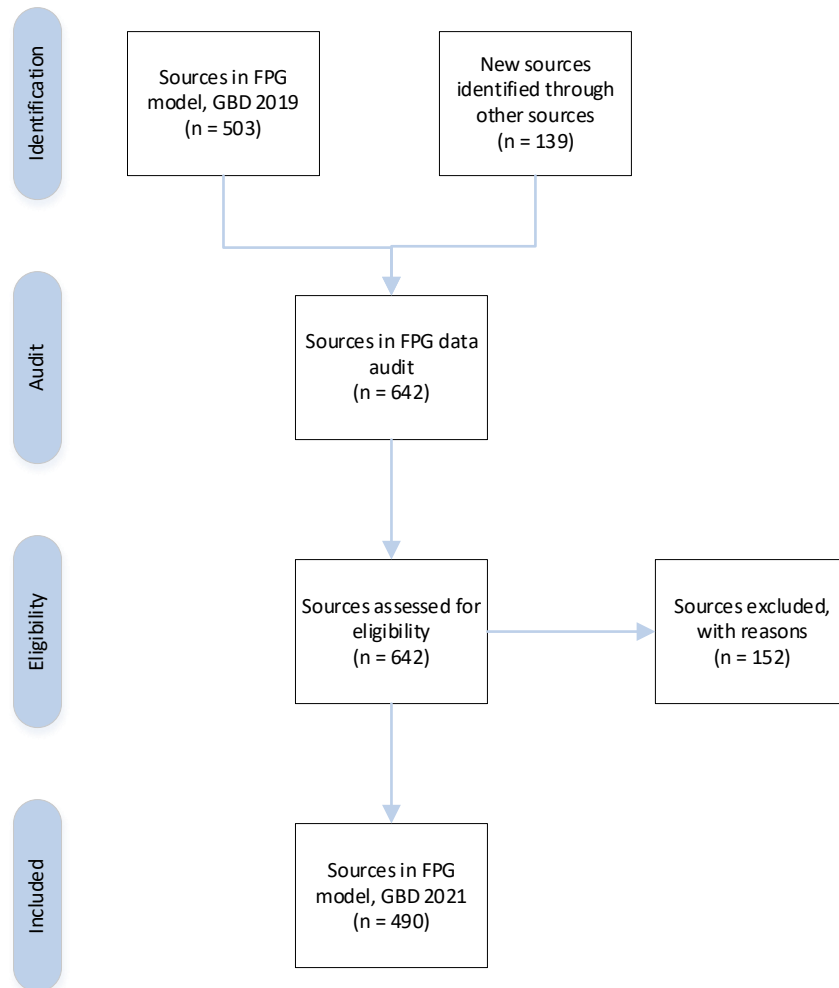 Identification
Sources in FPG
model, GBD 2019
(n = 503)
New sources
identified through
other sources
(n = 139)
Audit
Sources in FPG data
audit
(n = 642)
Eligibility
Sources assessed for
eligibility
(n = 642)
Sources excluded,
with reasons
(n = 152)
Included
Sources in FPG
model, GBD 2021
(n = 490)